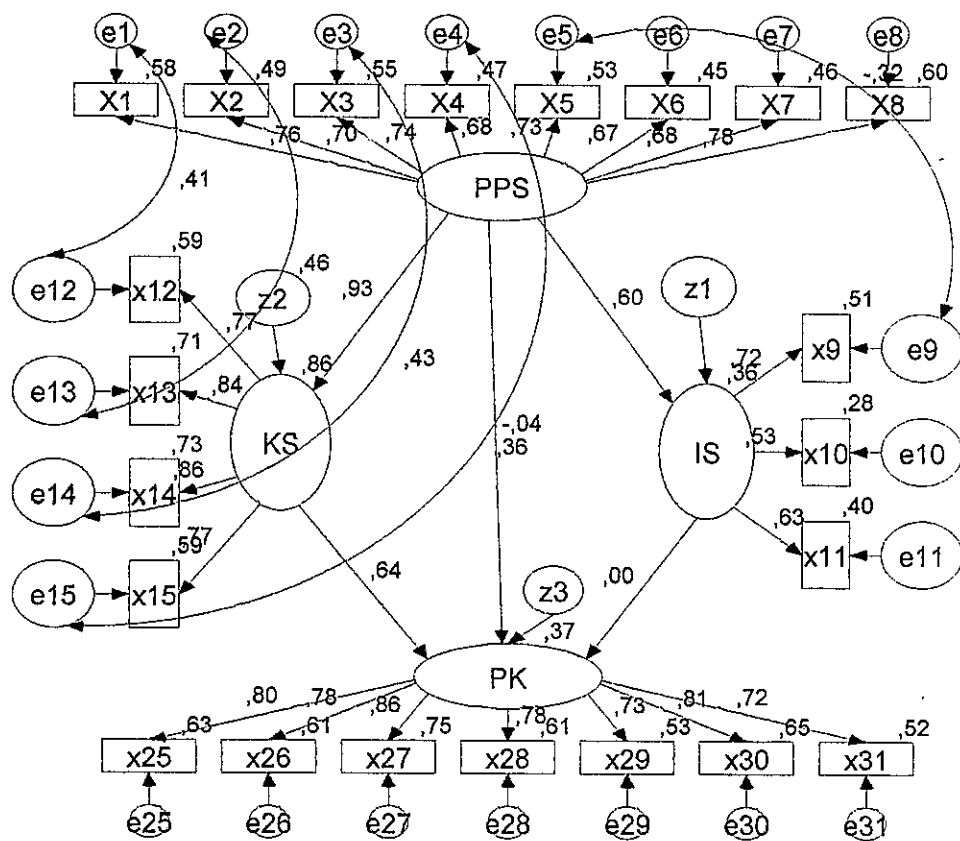 e1 e2 e3 e4 e5 e6 e7 e8
,58 ,49 ,55 ,47 ,53 ,45 ,46 -,32 ,60
X1 X2 X3 X4 X5 X6 X7 X8
,76 ,70 ,74 ,68 ,73 ,67 ,68 ,78
PPS
,41
,59 ,46
e12 x12 z2 ,93 ,60 z1 ,51
,71 ,77 ,43 ,72 x9 e9
e13 x13 ,84 ,86 ,36
,73 KS -,04 IS ,53 ,28
e14 x14 ,86 ,36 x10 e10
,59 ,77 ,63 ,40
e15 x15 ,64 ,00 x11 e11
z3
,37
PK
,80 ,78 ,86 ,78 ,73 ,81 ,72
,63 ,61 ,75 ,61 ,53 ,65 ,52
x25 x26 x27 x28 x29 x30 x31
e25 e26 e27 e28 e29 e30 e31